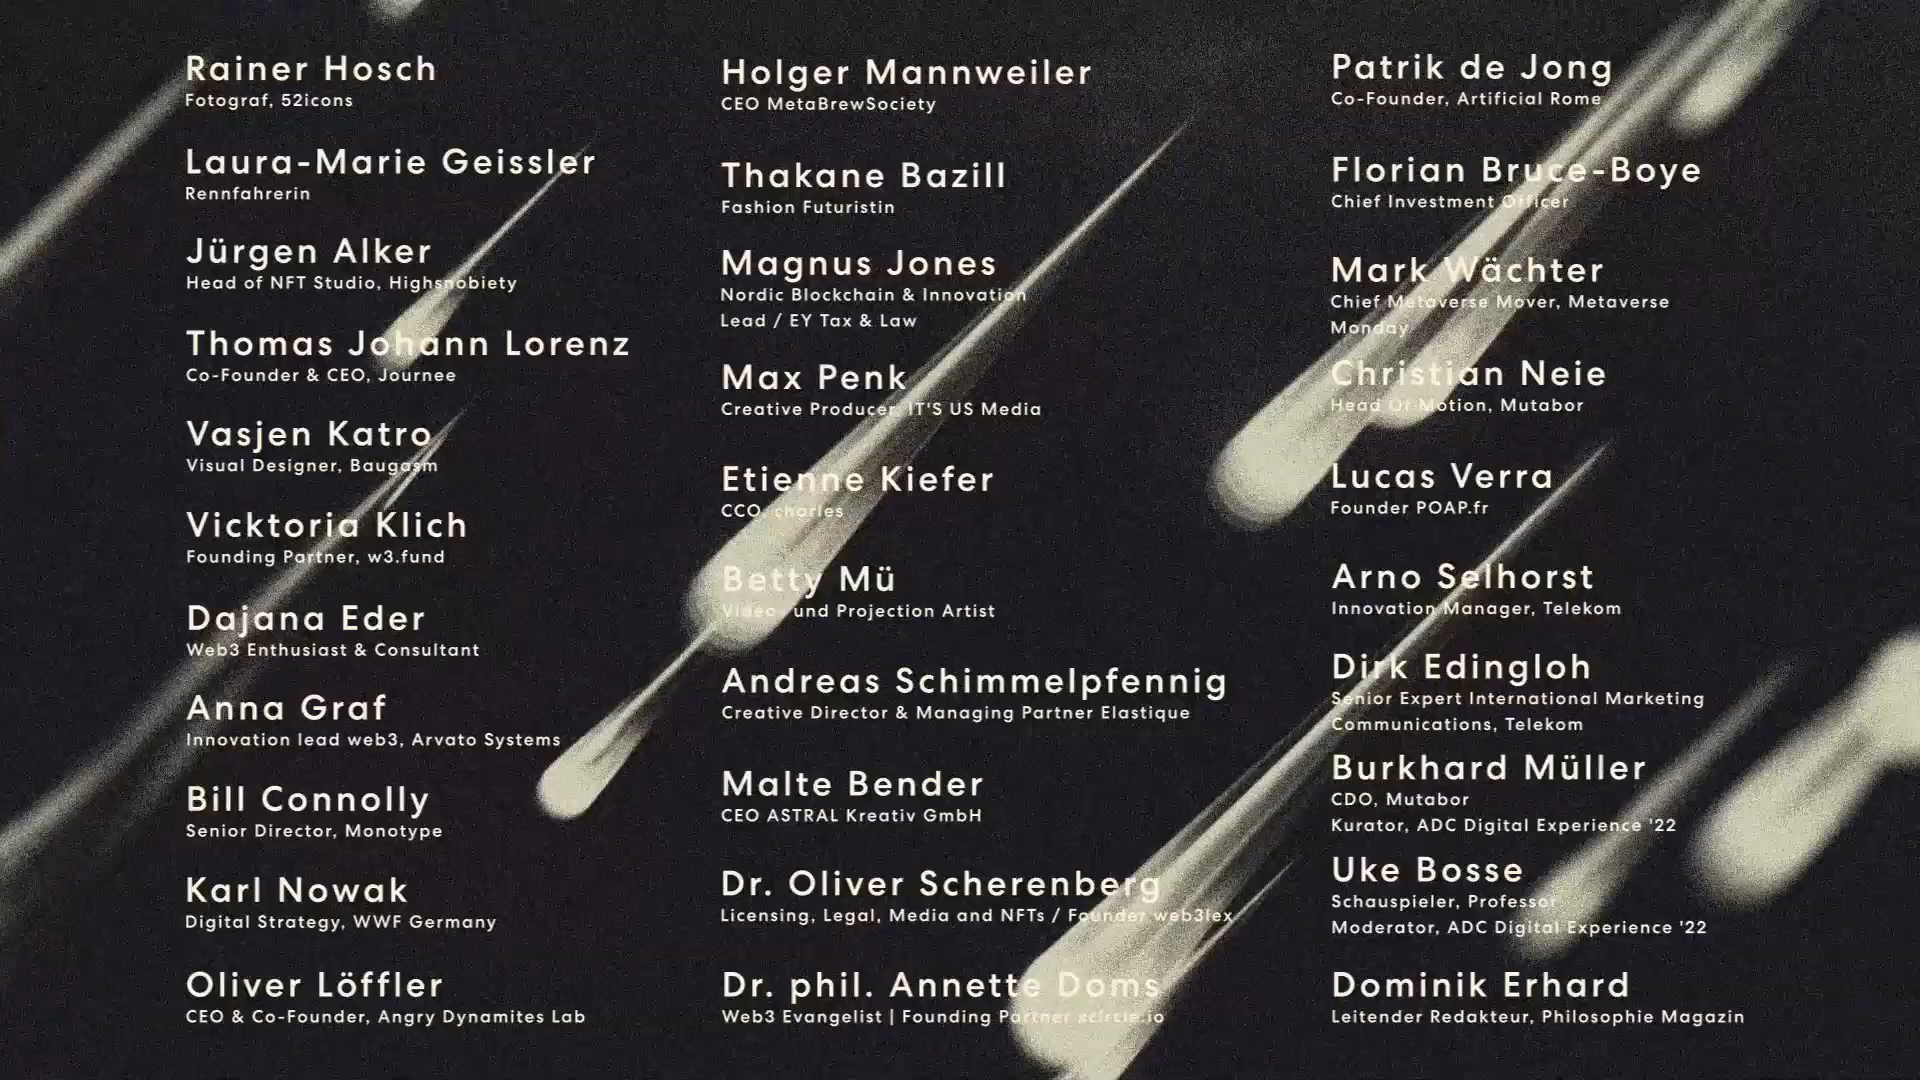 Rainer Hosch
Fotograf, 52icons
Laura-Marie Geissler
Rennfahrerin
Jürgen Alker
Head of NFT Studio, Highsnobiety
Thomas Johann Lorenz
Co-Founder & CEO, Journee
Vasjen Katro
Visual Designer, Baugasm
Vicktoria Klich
Founding Partner, w3.fund
Dajana Eder
Web3 Enthusiast & Consultant
Anna Graf
Innovation lead web3, Arvato Systems
Bill Connolly
Senior Director, Monotype
Karl Nowak
Digital Strategy, WWF Germany
Oliver Löffler
CEO & Co-Founder, Angry Dynamites Lab
Holger Mannweiler
CEO MetaBrewSociety
Thakane Bazill
Fashion Futuristin
Magnus Jones
Nordic Blockchain & Innovation
Lead / EY Tax & Law
Max Penk
Creative Producer, IT'S US Media
Etienne Kiefer
CCO, charles
Betty Mü
Video- und Projection Artist
Andreas Schimmelpfennig
Creative Director & Managing Partner Elastique
Malte Bender
CEO ASTRAL Kreativ GmbH
Dr. Oliver Scherenberg
Licensing, Legal, Media and NFTs / Founder web3lex
Dr. phil. Annette Doms
Web3 Evangelist | Founding Partner xcircle.io
Patrik de Jong
Co-Founder, Artificial Rome
Florian Bruce-Boye
Chief Investment Officer
Mark Wächter
Chief Metaverse Mover, Metaverse
Monday
Christian Neie
Head Of Motion, Mutabor
Lucas Verra
Founder POAP.fr
Arno Selhorst
Innovation Manager, Telekom
Dirk Edingloh
Senior Expert International Marketing
Communications, Telekom
Burkhard Müller
CDO, Mutabor
Kurator, ADC Digital Experience '22
Uke Bosse
Schauspieler, Professor
Moderator, ADC Digital Experience '22
Dominik Erhard
Leitender Redakteur, Philosophie Magazin